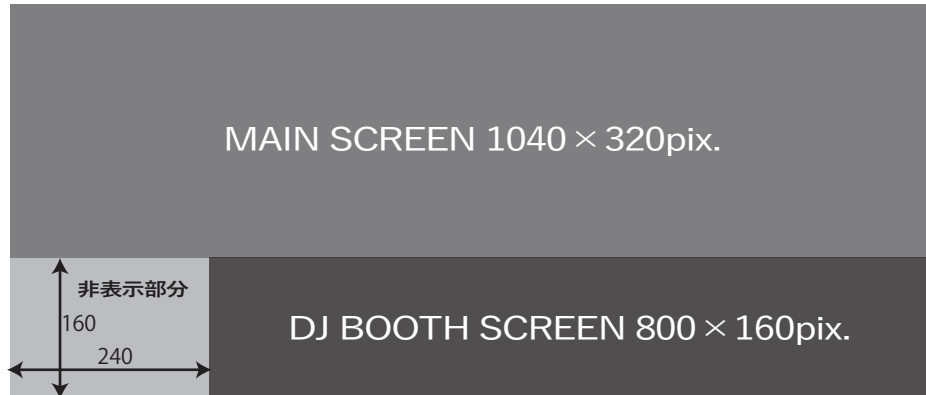 MAIN SCREEN 1040×320pix.
非表示部分
160
240
DJ BOOTH SCREEN 800×160pix.